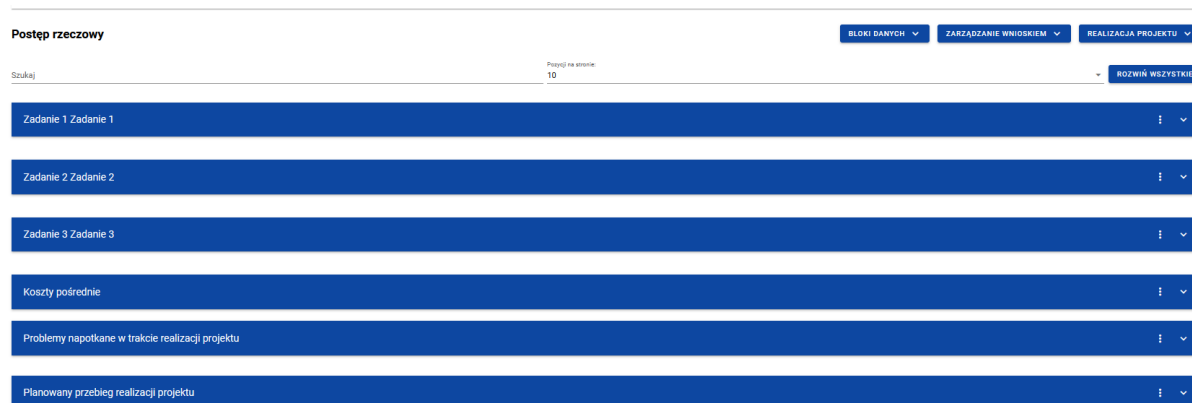 Postęp rzeczowy
BLOKI DANYCH
ZARZĄDZANIE WNIOSKIEM
REALIZACJA PROJEKTU
Szukaj
Pozycji na stronie:
10
ROZWIŃ WSZYSTKIE
Zadanie 1 Zadanie 1
Zadanie 2 Zadanie 2
Zadanie 3 Zadanie 3
Koszty pośrednie
Problemy napotkane w trakcie realizacji projektu
Planowany przebieg realizacji projektu